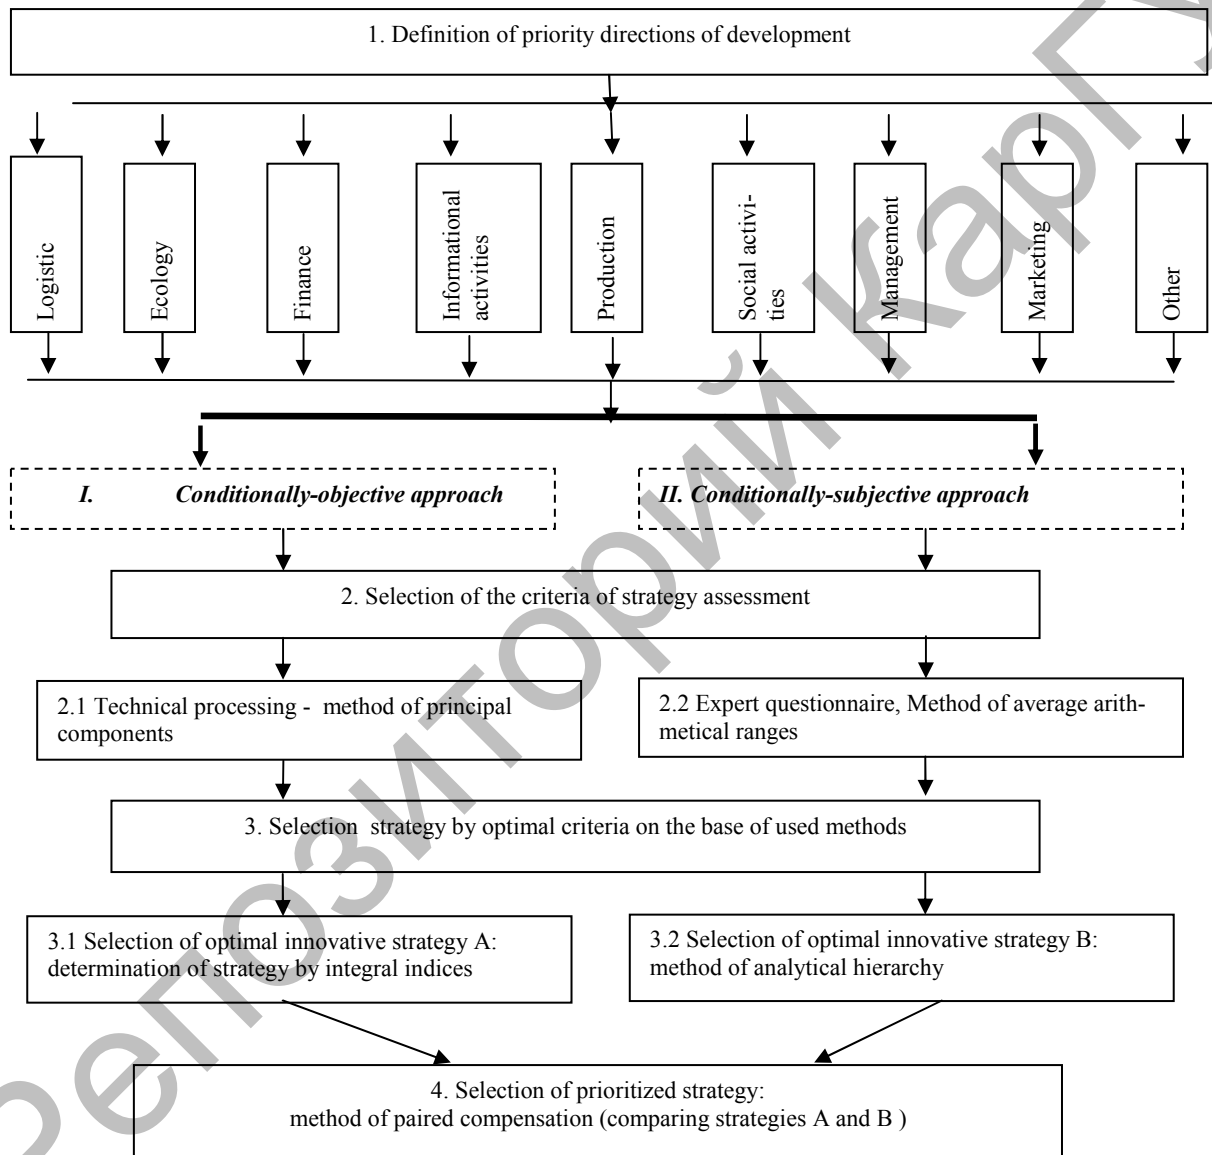 1. Definition of priority directions of development
Logistic
Ecology
Finance
Informational
activities
Production
Social activi-
ties
Management
Marketing
Other
I. Conditionally-objective approach
II. Conditionally-subjective approach
2. Selection of the criteria of strategy assessment
2.1 Technical processing - method of principal
components
2.2 Expert questionnaire, Method of average arith-
metical ranges
3. Selection strategy by optimal criteria on the base of used methods
3.1 Selection of optimal innovative strategy A:
determination of strategy by integral indices
3.2 Selection of optimal innovative strategy B:
method of analytical hierarchy
4. Selection of prioritized strategy:
method of paired compensation (comparing strategies A and B )
Репозиторий КарГУ